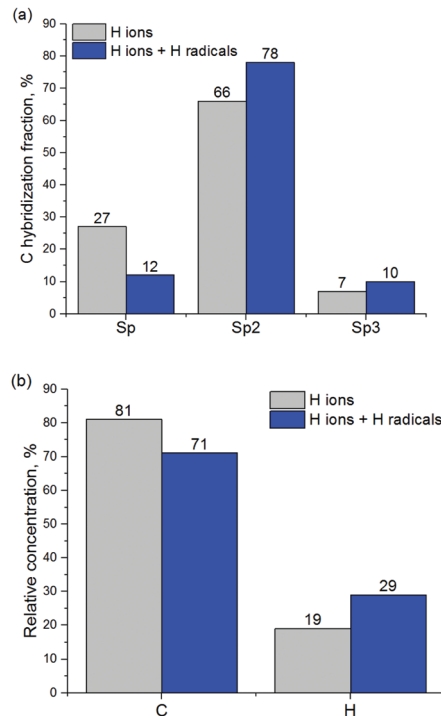 (a)
H ions
H ions + H radicals
C hybridization fraction, %
90
80
70
60
50
40
30
20
10
0
27
12
66
78
7
10
Sp
Sp2
Sp3
(b)
H ions
H ions + H radicals
Relative concentration, %
90
80
70
60
50
40
30
20
10
0
81
71
19
29
C
H